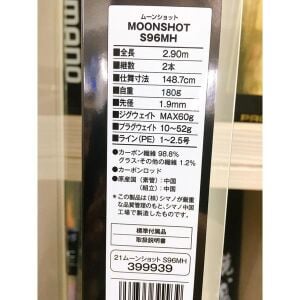 mano
ムーンショット
MOONSHOT
S96MH
■全長 2.90m
■継数 2本
■仕舞寸法 148.7cm
■自重 180g
■先径 1.9mm
■ジグウェイト MAX60g
■プラグウェイト 10~52g
■ライン(PE) 1~2.5号
●カーボン繊維 98.8%
グラス・その他の繊維 1.2%
●カーボンロッド
●原産国(素管):中国
(組立):中国
*この製品は(株)シマノが厳重な品質管理のもと、シマノ中国
工場で製造したものです。
標準付属品
取扱説明書
21ムーンショット S96MH
399939